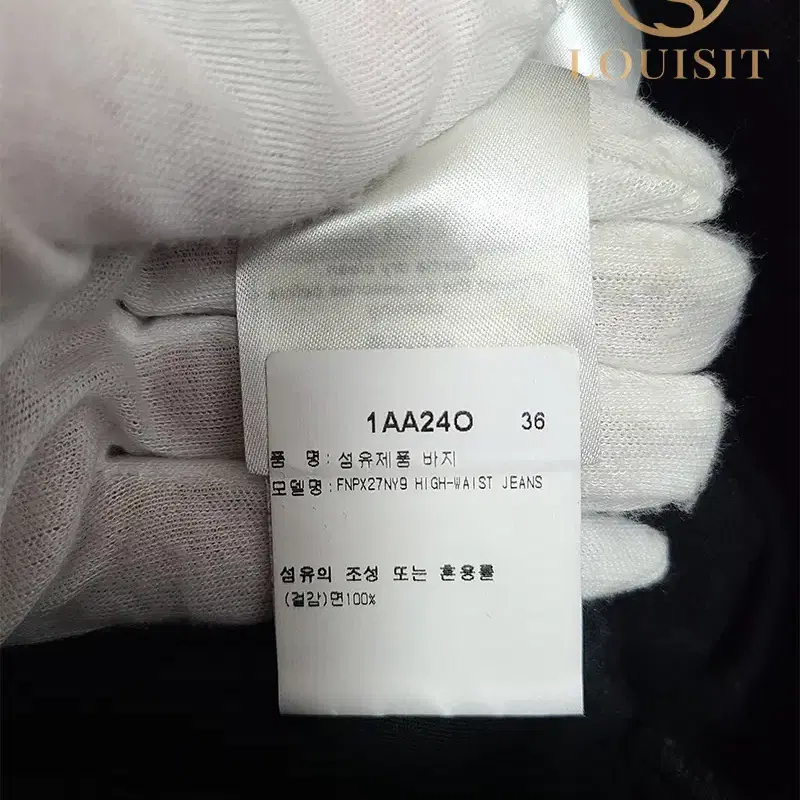 LOUISIT
1AA24O 36
품 명 : 섬유제품 바지
모델명 : FNPX27NY9 HIGH-WAIST JEANS
섬유의 조성 또는 혼용률
(겉감)면100%